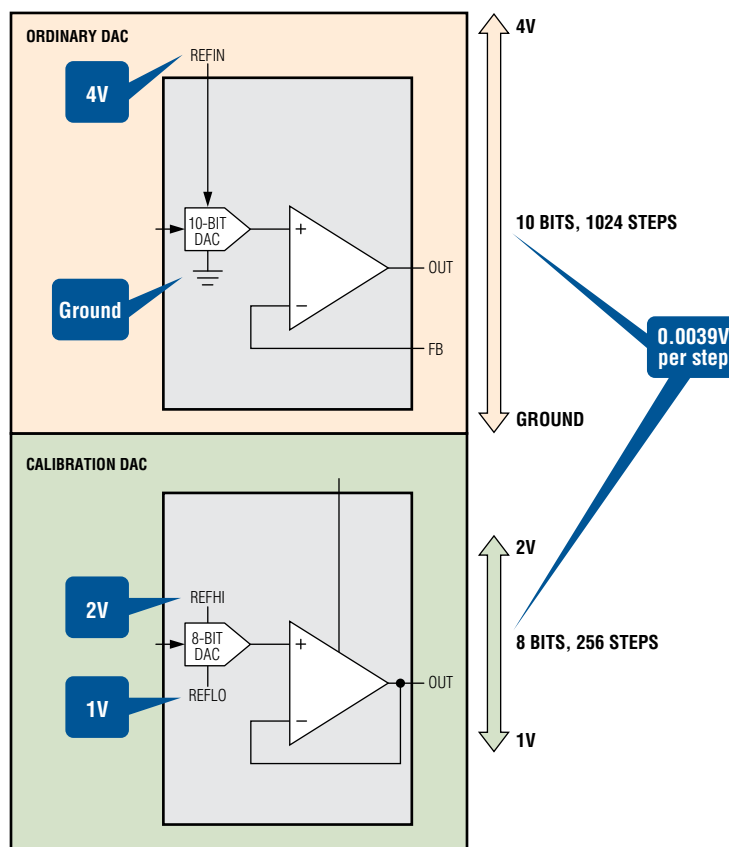 ORDINARY DAC
REFIN
4V
10-BIT
DAC
+
−
Ground
OUT
FB
4V
10 BITS, 1024 STEPS
GROUND
0.0039V
per step
CALIBRATION DAC
2V
REFHI
8-BIT
DAC
+
−
REFLO
1V
OUT
2V
8 BITS, 256 STEPS
1V